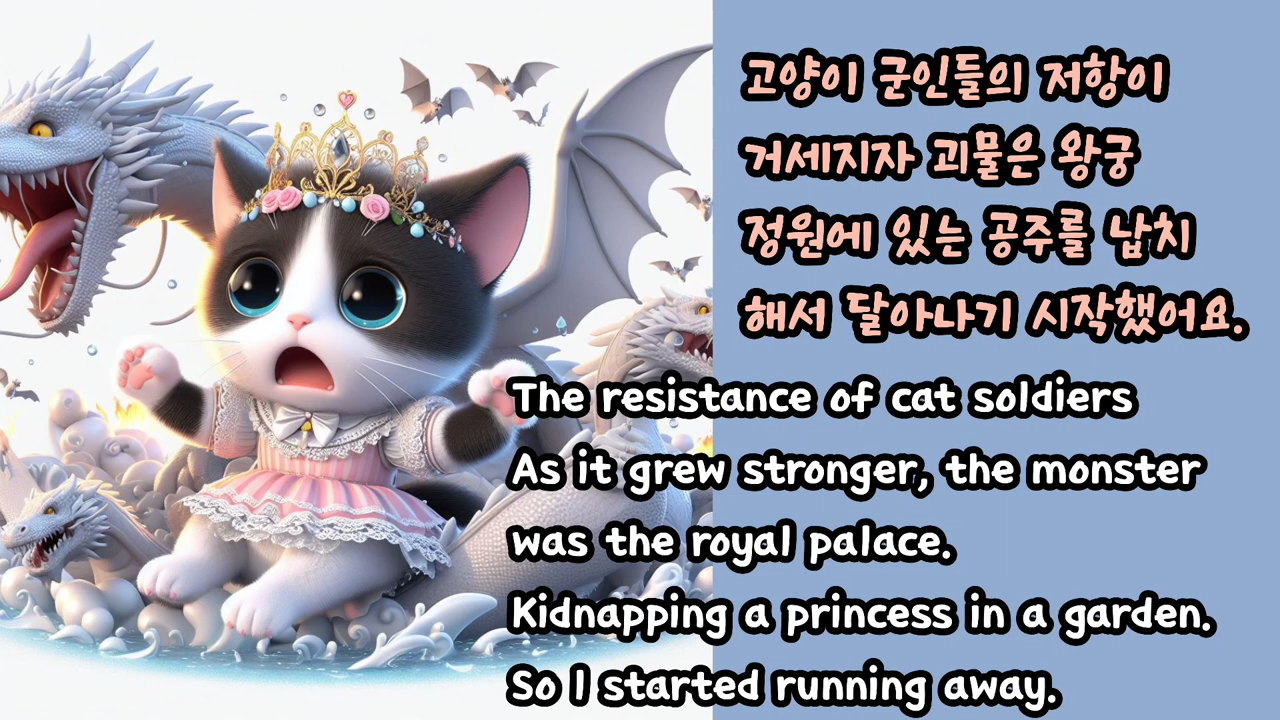 고양이 군인들의 저항이
거세지자 괴물은 왕궁
정원에 있는 공주를 납치
해서 달아나기 시작했어요.
The resistance of cat soldiers
As it grew stronger, the monster
was the royal palace.
Kidnapping a princess in a garden.
So I started running away.